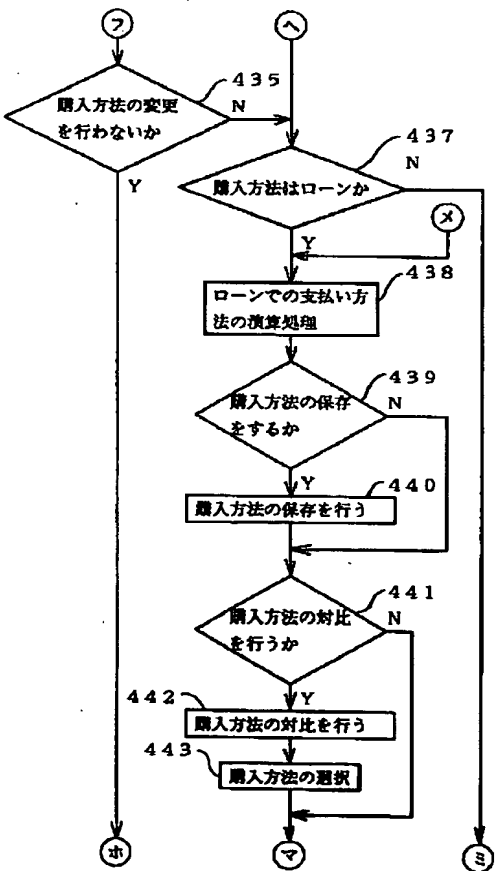 フ
ヘ
435
購入方法の変更
を行わないか
N
Y
437
購入方法はローンか
N
Y
メ
438
ローンでの支払い方
法の演算処理
439
購入方法の保存
をするか
N
Y
440
購入方法の保存を行う
441
購入方法の対比
を行うか
N
Y
442
購入方法の対比を行う
443
購入方法の選択
ホ
マ
ミ